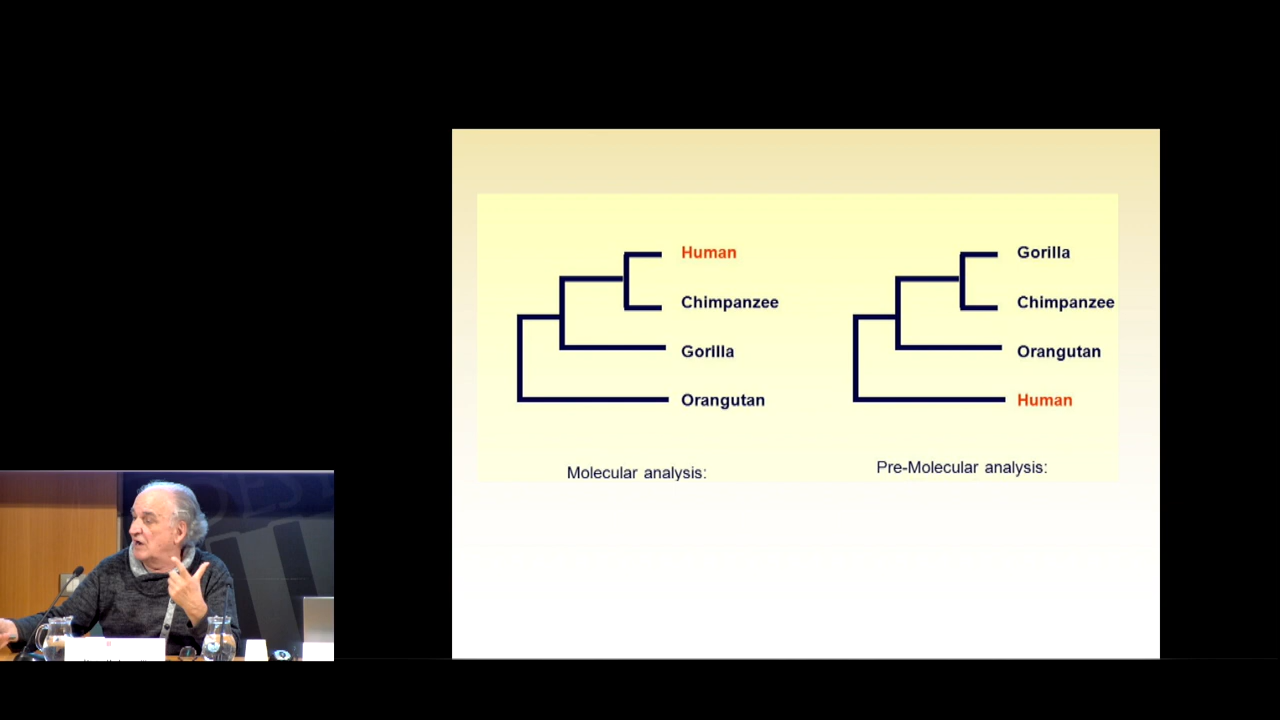 Human
Chimpanzee
Gorilla
Orangutan
Molecular analysis:
Gorilla
Chimpanzee
Orangutan
Human
Pre-Molecular analysis: